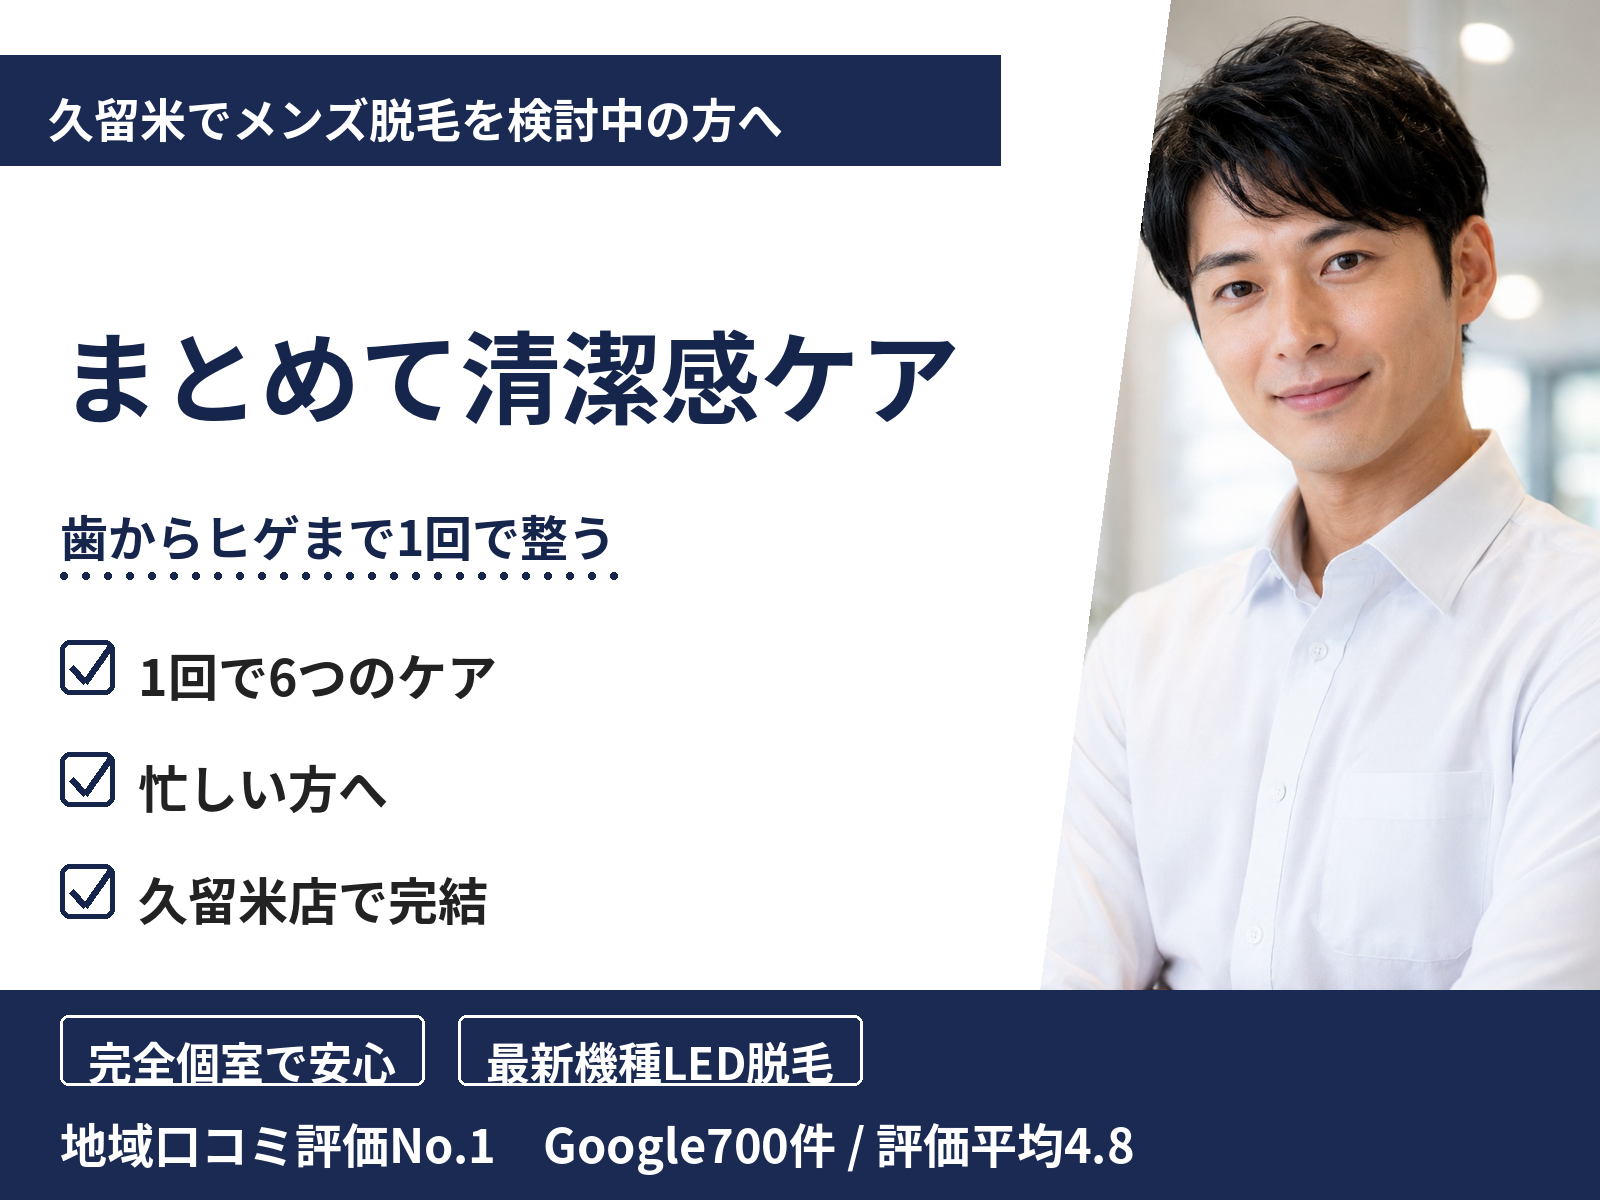 久留米でメンズ脱毛を検討中の方へ
まとめて清潔感ケア
歯からヒゲまで1回で整う
1回で6つのケア
忙しい方へ
久留米店で完結
完全個室で安心
最新機種LED脱毛
地域口コミ評価No.1　Google700件 / 評価平均4.8